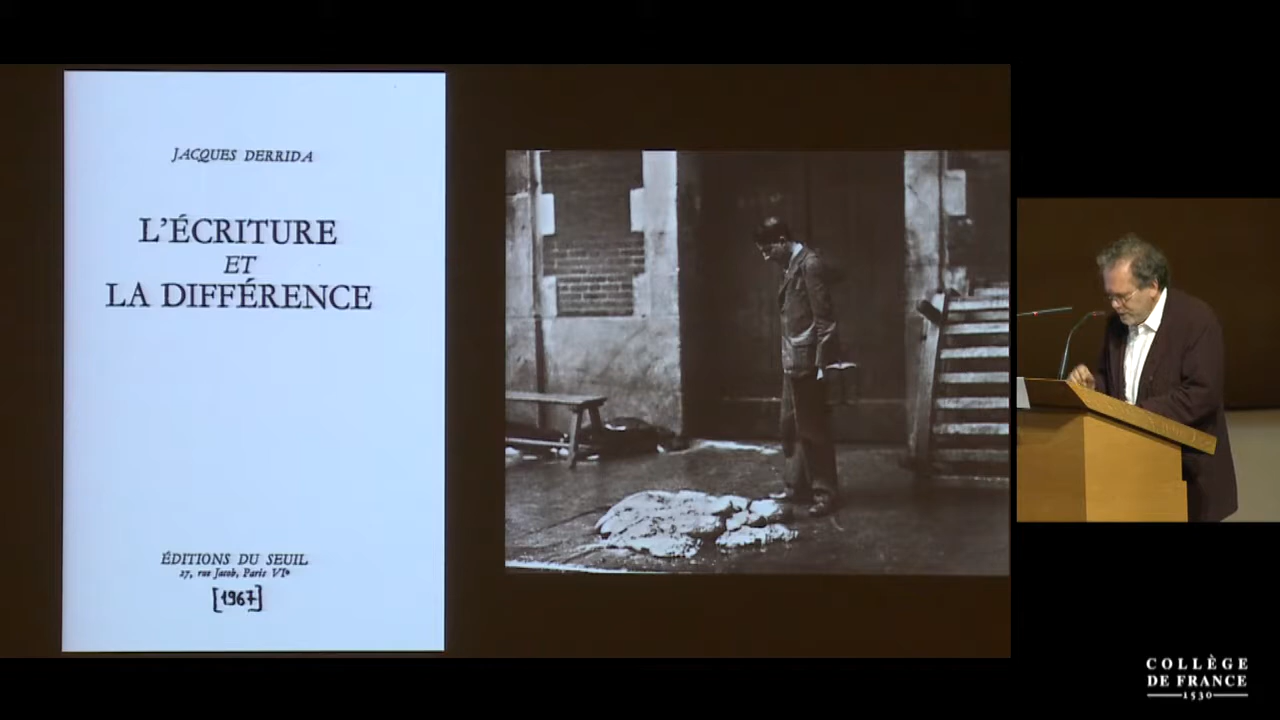 JACQUES DERRIDA
L'ÉCRITURE
ET
LA DIFFÉRENCE
ÉDITIONS DU SEUIL
27, rue Jacob, Paris VIe
[1967]
COLLÈGE
DE FRANCE
1530